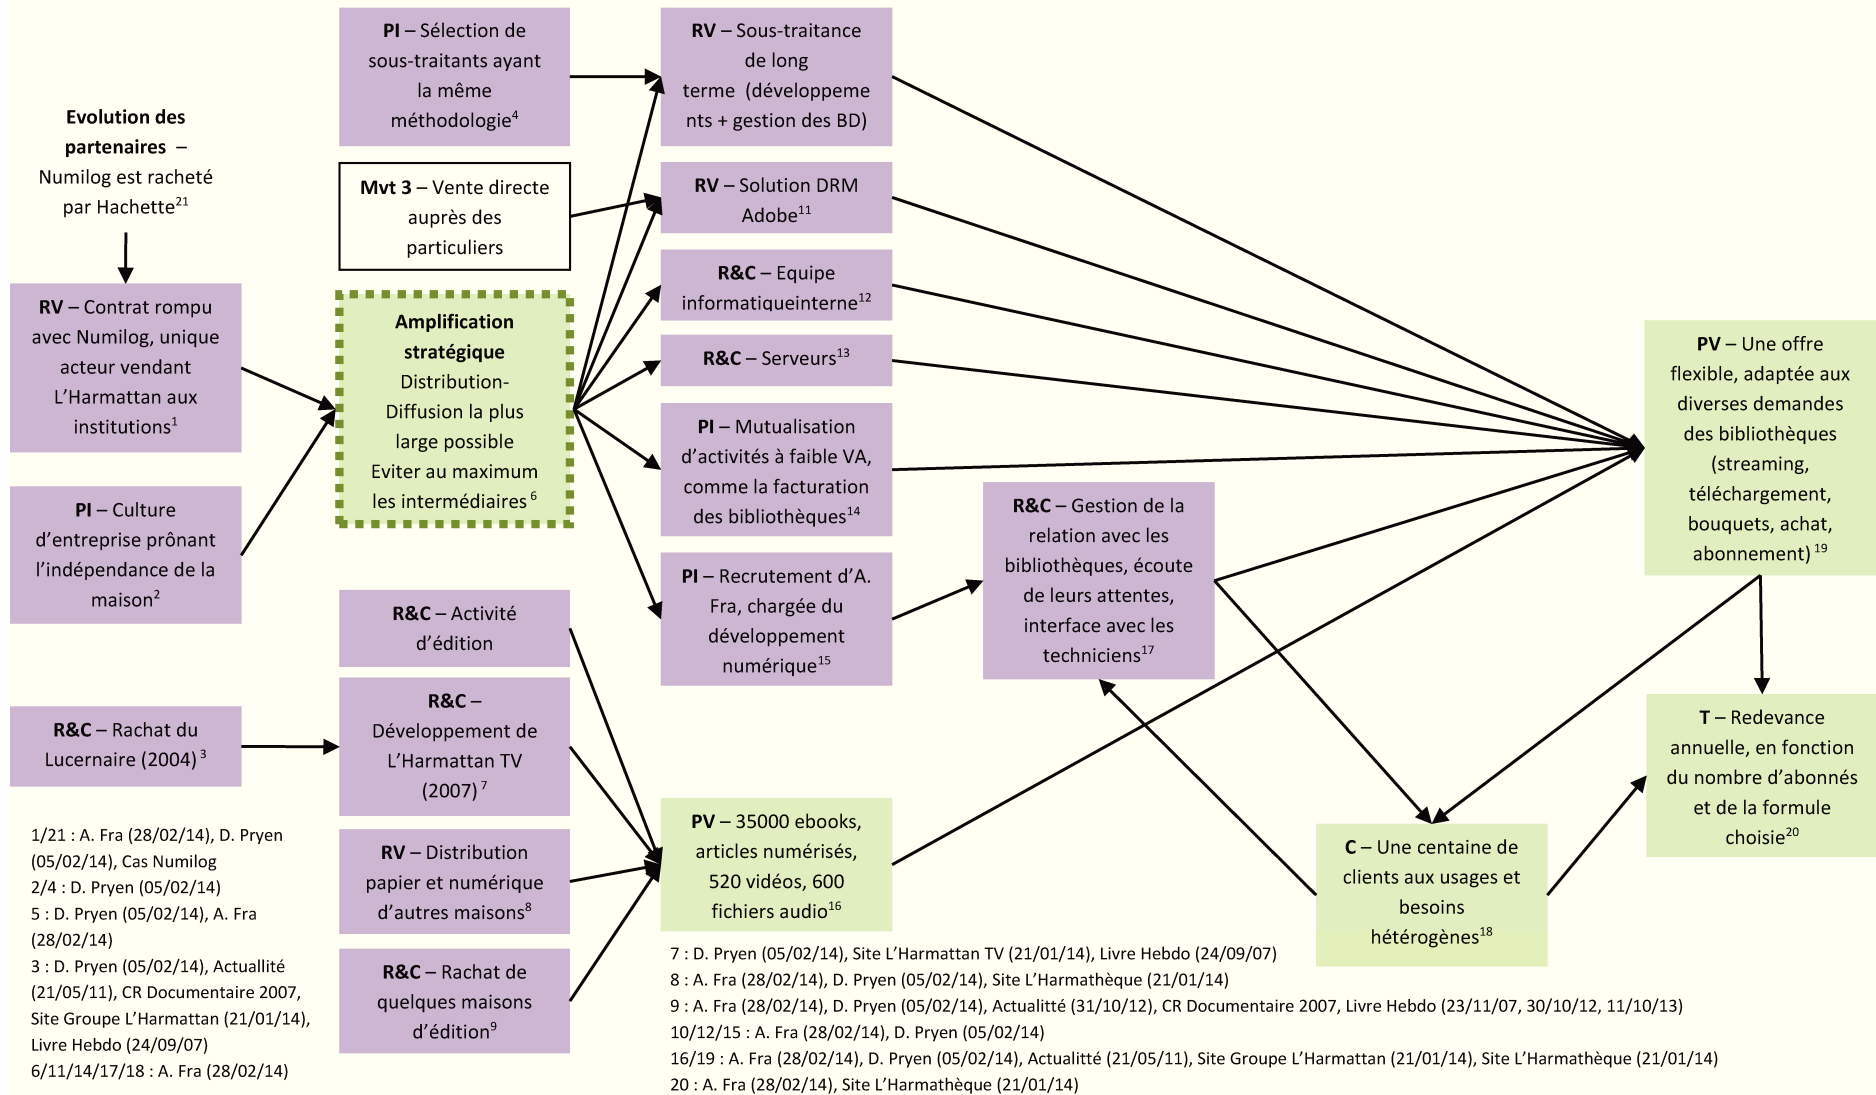 Evolution des
partenaires –
Numilog est racheté
par Hachette21
RV – Contrat rompu
avec Numilog, unique
acteur vendant
L’Harmattan aux
institutions1
PI – Culture
d’entreprise prônant
l’indépendance de la
maison2
R&C – Rachat du
Lucernaire (2004) 3
PI – Sélection de
sous-traitants ayant
la même
méthodologie4
Mvt 3 – Vente directe
auprès des
particuliers
Amplification
stratégique
Distribution-
Diffusion la plus
large possible
Eviter au maximum
les intermédiaires 6
R&C – Activité
d’édition
R&C –
Développement de
L’Harmattan TV
(2007) 7
RV – Distribution
papier et numérique
d’autres maisons8
R&C – Rachat de
quelques maisons
d’édition9
RV – Sous-traitance
de long
terme (développeme
nts + gestion des BD)
RV – Solution DRM
Adobe11
R&C – Equipe
informatiqueinterne12
R&C – Serveurs13
PI – Mutualisation
d’activités à faible VA,
comme la facturation
des bibliothèques14
PI – Recrutement d’A.
Fra, chargée du
développement
numérique15
PV – 35000 ebooks,
articles numérisés,
520 vidéos, 600
fichiers audio16
R&C – Gestion de la
relation avec les
bibliothèques, écoute
de leurs attentes,
interface avec les
techniciens17
C – Une centaine de
clients aux usages et
besoins
hétérogènes18
PV – Une offre
flexible, adaptée aux
diverses demandes
des bibliothèques
(streaming,
téléchargement,
bouquets, achat,
abonnement) 19
T – Redevance
annuelle, en fonction
du nombre d’abonnés
et de la formule
choisie20
1/21 : A. Fra (28/02/14), D. Pryen
(05/02/14), Cas Numilog
2/4 : D. Pryen (05/02/14)
5 : D. Pryen (05/02/14), A. Fra
(28/02/14)
3 : D. Pryen (05/02/14), Actuallité
(21/05/11), CR Documentaire 2007,
Site Groupe L’Harmattan (21/01/14),
Livre Hebdo (24/09/07)
6/11/14/17/18 : A. Fra (28/02/14)
7 : D. Pryen (05/02/14), Site L’Harmattan TV (21/01/14), Livre Hebdo (24/09/07)
8 : A. Fra (28/02/14), D. Pryen (05/02/14), Site L’Harmathèque (21/01/14)
9 : A. Fra (28/02/14), D. Pryen (05/02/14), Actualitté (31/10/12), CR Documentaire 2007, Livre Hebdo (23/11/07, 30/10/12, 11/10/13)
10/12/15 : A. Fra (28/02/14), D. Pryen (05/02/14)
16/19 : A. Fra (28/02/14), D. Pryen (05/02/14), Actualitté (21/05/11), Site Groupe L’Harmattan (21/01/14), Site L’Harmathèque (21/01/14)
20 : A. Fra (28/02/14), Site L’Harmathèque (21/01/14)